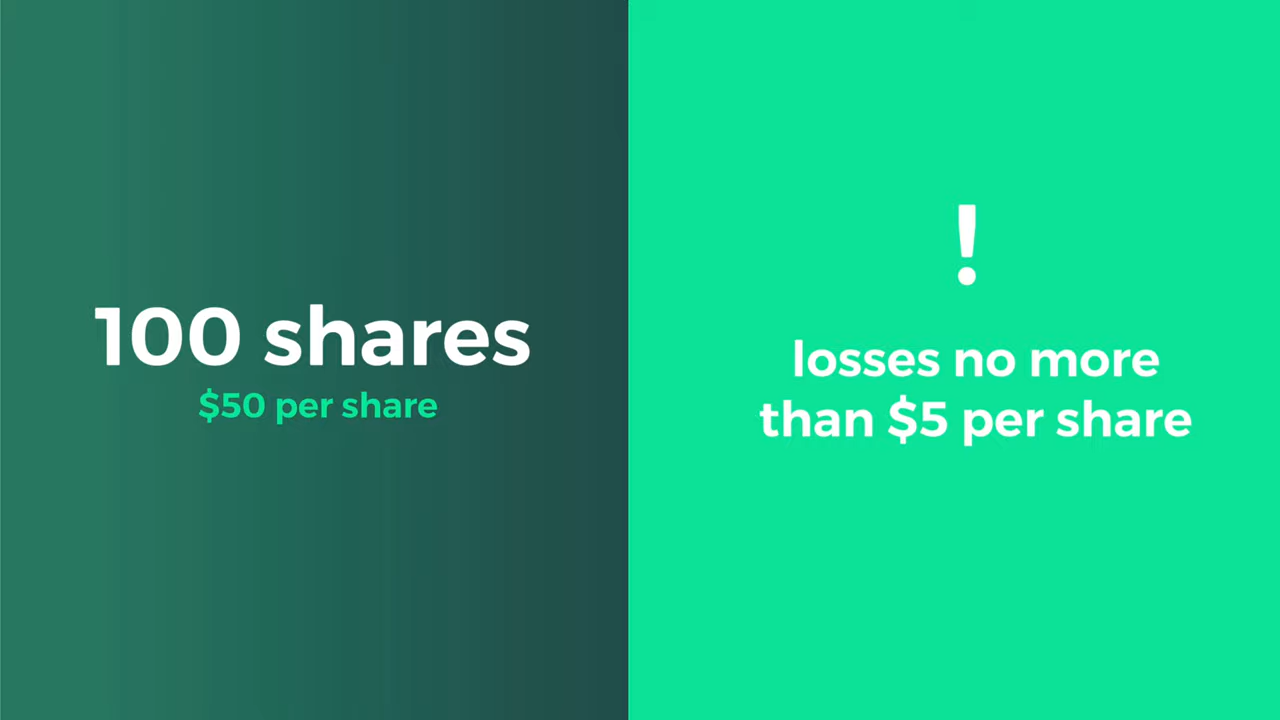 100 shares
$50 per share
!
losses no more
than $5 per share